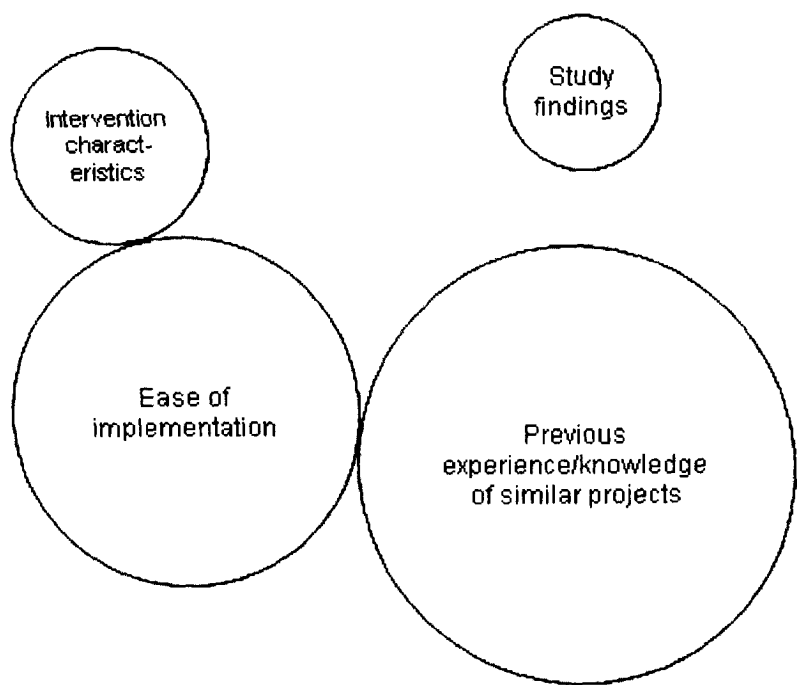 Intervention
charact-
eristics
Study
findings
Ease of
implementation
Previous
experience/knowledge
of similar projects